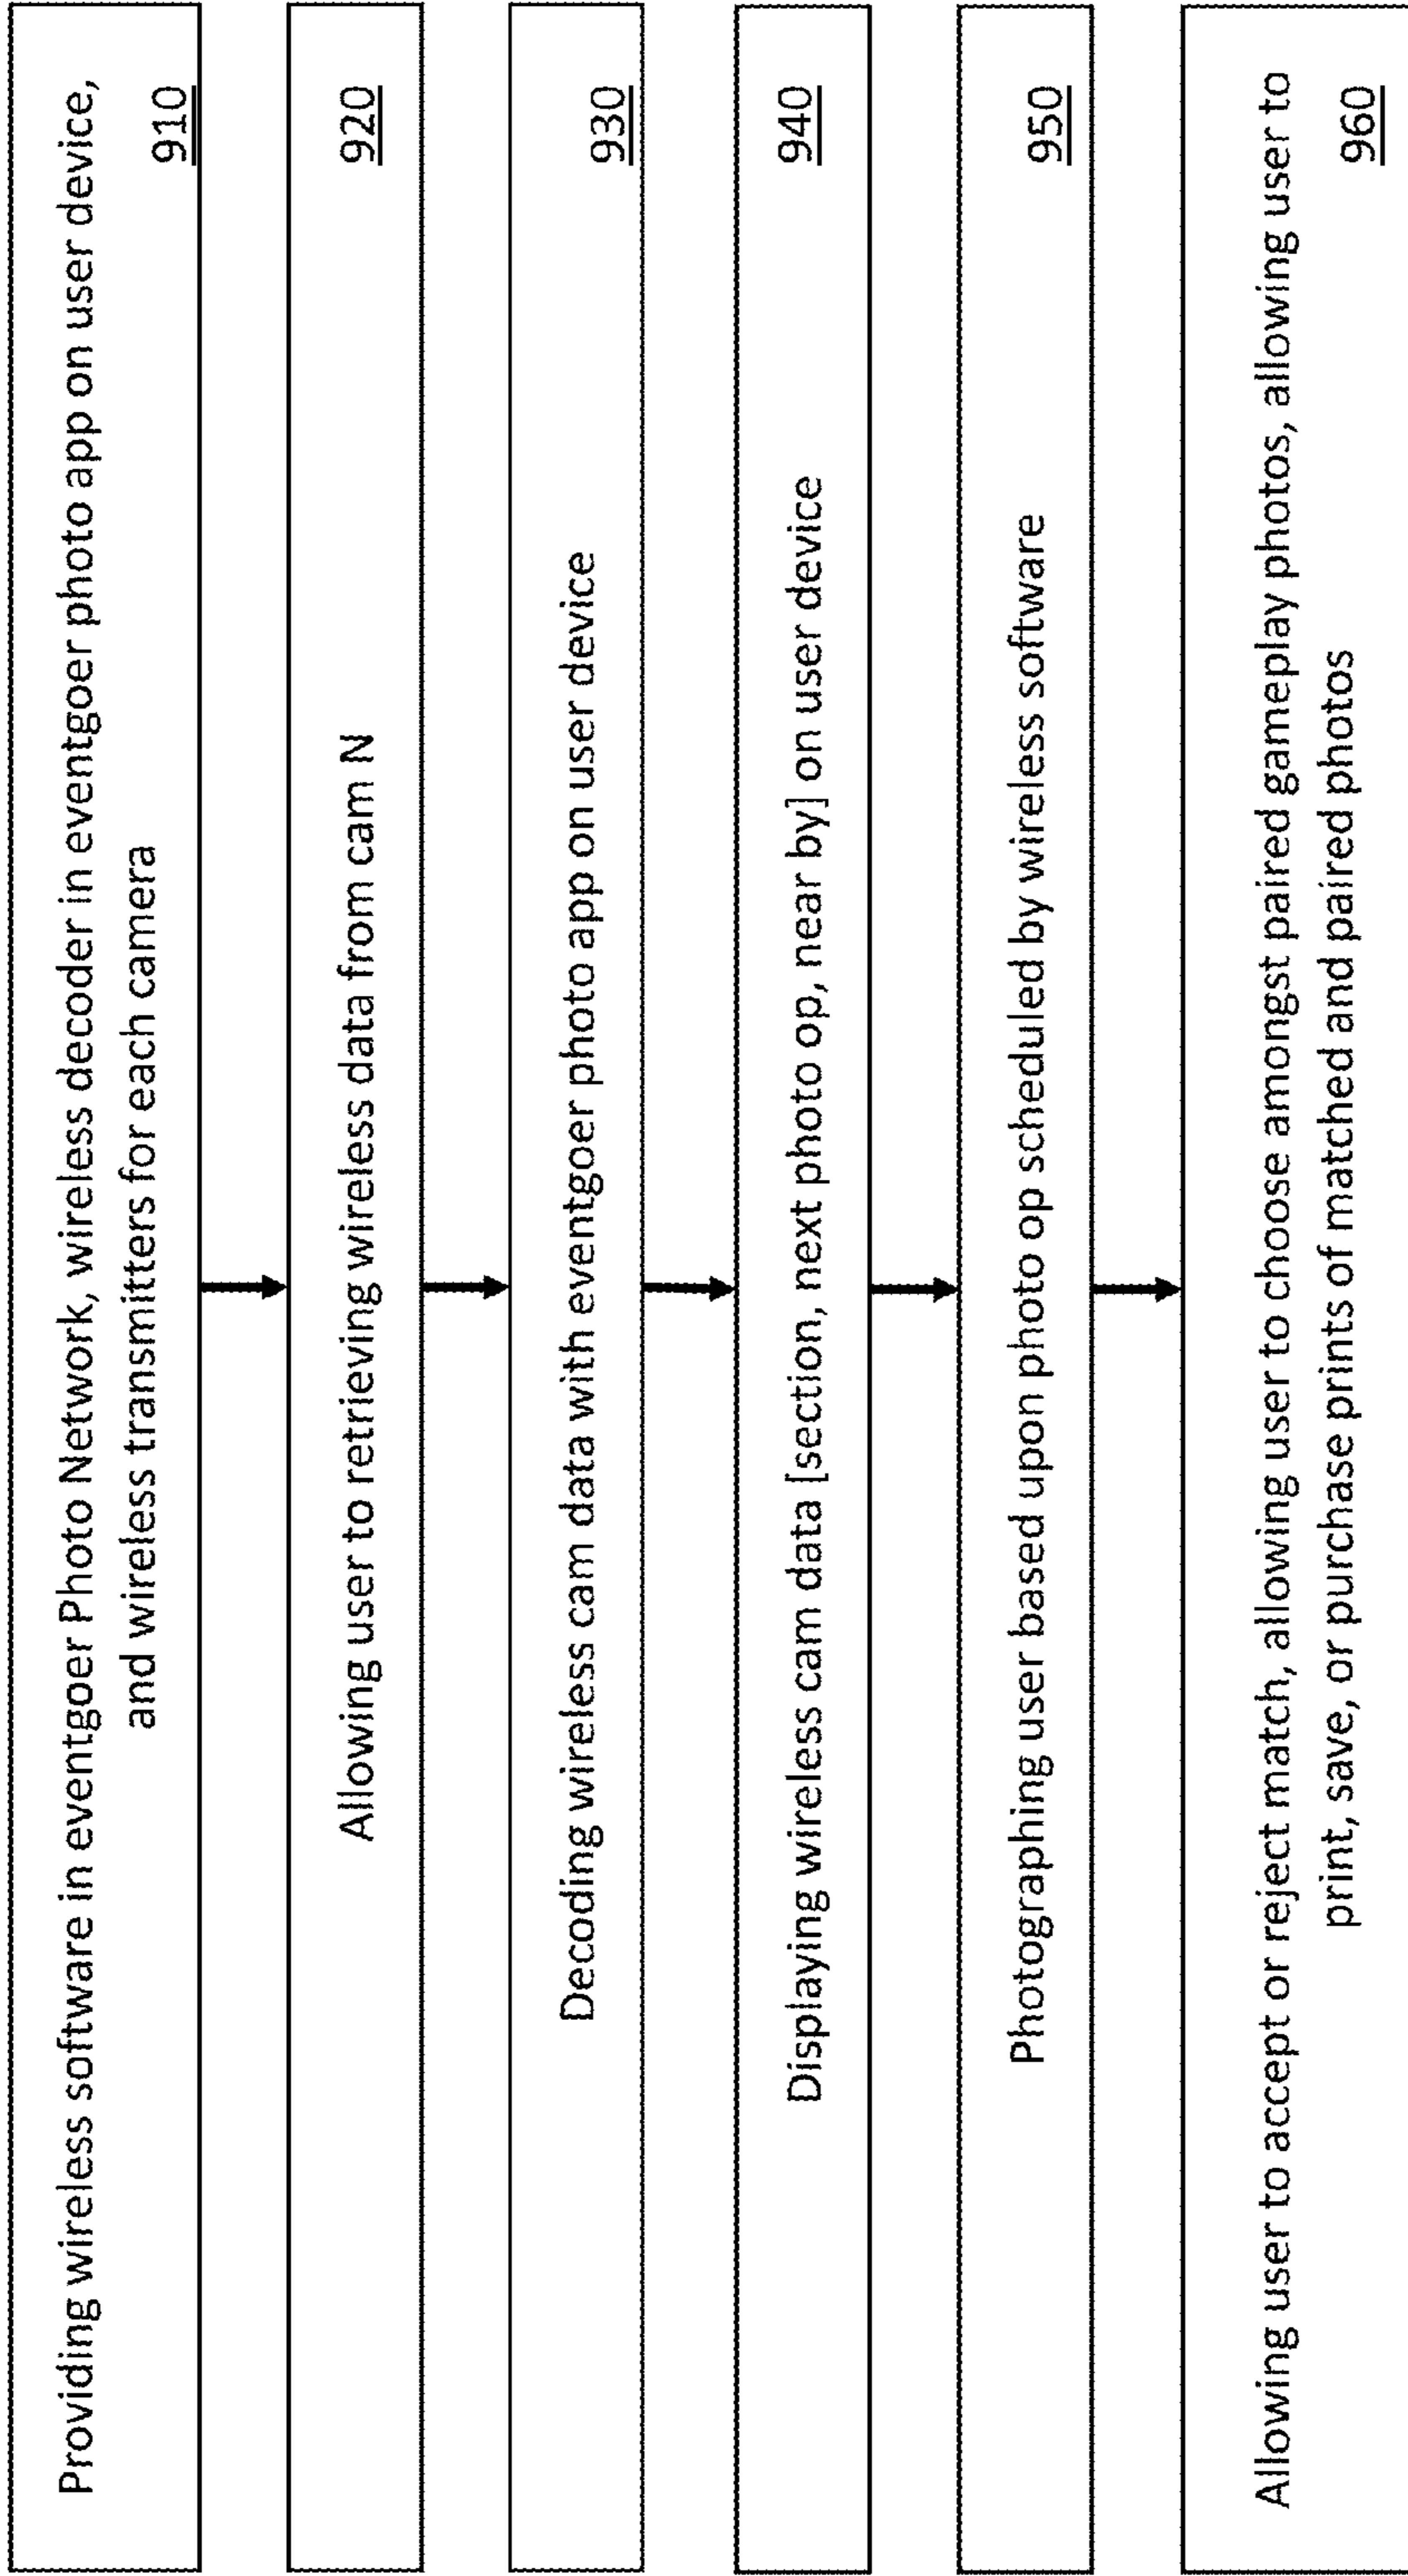 Providing wireless software in eventgoer Photo Network, wireless decoder in eventgoer photo app on user device,
and wireless transmitters for each camera
910
Allowing user to retrieving wireless data from cam N
920
Decoding wireless cam data with eventgoer photo app on user device
930
Displaying wireless cam data [section, next photo op, near by] on user device
940
Photographing user based upon photo op scheduled by wireless software
950
Allowing user to accept or reject match, allowing user to choose amongst paired gameplay photos, allowing user to
print, save, or purchase prints of matched and paired photos
960